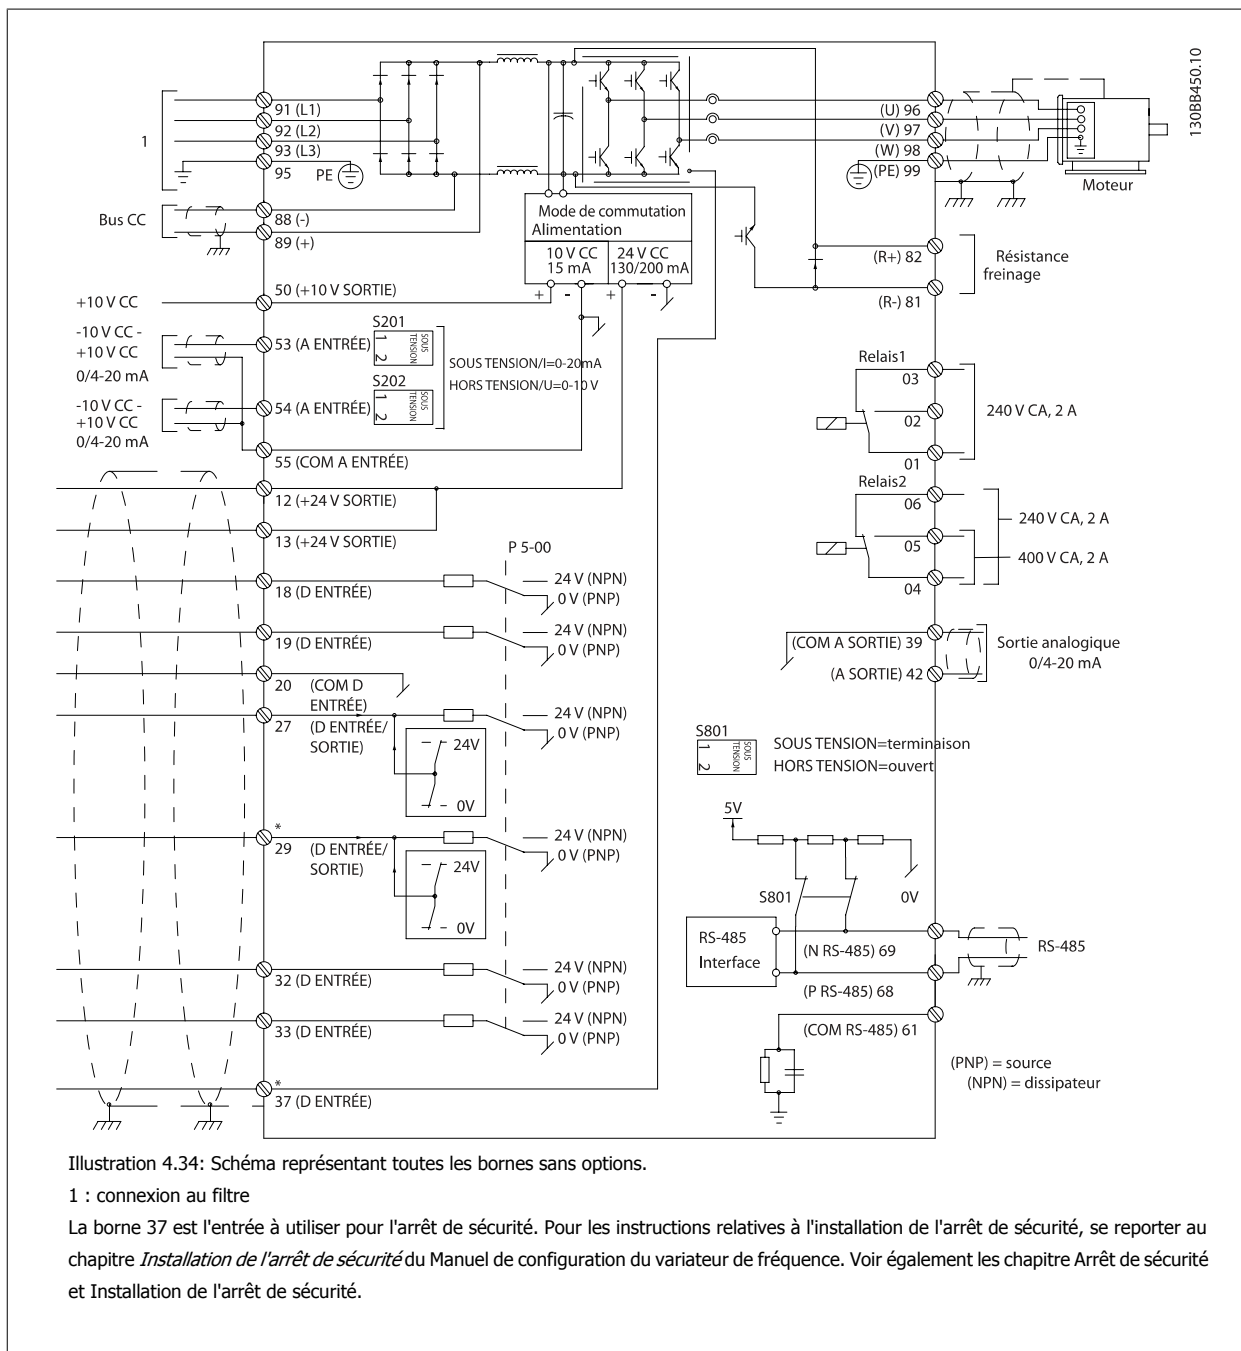 130BB450.10
91 (L1)
92 (L2)
93 (L3)
95
PE
1
Bus CC
88 (-)
89 (+)
(U) 96
(V) 97
(W) 98
(PE) 99
Moteur
Mode de commutation
Alimentation
10 V CC
15 mA
24 V CC
130/200 mA
+ - + -
(R+) 82
(R-) 81
Résistance
freinage
+10 V CC
50 (+10 V SORTIE)
-10 V CC -
+10 V CC
0/4-20 mA
53 (A ENTRÉE)
S201
1
2
SOUS
TENSION
SOUS TENSION/I=0-20mA
HORS TENSION/U=0-10 V
S202
1
2
SOUS
TENSION
-10 V CC -
+10 V CC
0/4-20 mA
54 (A ENTRÉE)
55 (COM A ENTRÉE)
12 (+24 V SORTIE)
13 (+24 V SORTIE)
Relais1
03
02
01
240 V CA, 2 A
Relais2
06
05
04
240 V CA, 2 A
400 V CA, 2 A
P 5-00
18 (D ENTRÉE)
24 V (NPN)
0 V (PNP)
19 (D ENTRÉE)
24 V (NPN)
0 V (PNP)
20 (COM D
ENTRÉE)
27 (D ENTRÉE/
SORTIE)
24 V (NPN)
0 V (PNP)
24V
0V
*
29 (D ENTRÉE/
SORTIE)
24 V (NPN)
0 V (PNP)
24V
0V
32 (D ENTRÉE)
24 V (NPN)
0 V (PNP)
33 (D ENTRÉE)
24 V (NPN)
0 V (PNP)
*
37 (D ENTRÉE)
(COM A SORTIE) 39
(A SORTIE) 42
Sortie analogique
0/4-20 mA
S801
1
2
SOUS
TENSION
SOUS TENSION=terminaison
HORS TENSION=ouvert
5V
S801
0V
RS-485
Interface
(N RS-485) 69
(P RS-485) 68
(COM RS-485) 61
RS-485
(PNP) = source
(NPN) = dissipateur
Illustration 4.34: Schéma représentant toutes les bornes sans options.
1 : connexion au filtre
La borne 37 est l'entrée à utiliser pour l'arrêt de sécurité. Pour les instructions relatives à l'installation de l'arrêt de sécurité, se reporter au
chapitre Installation de l'arrêt de sécurité du Manuel de configuration du variateur de fréquence. Voir également les chapitre Arrêt de sécurité
et Installation de l'arrêt de sécurité.